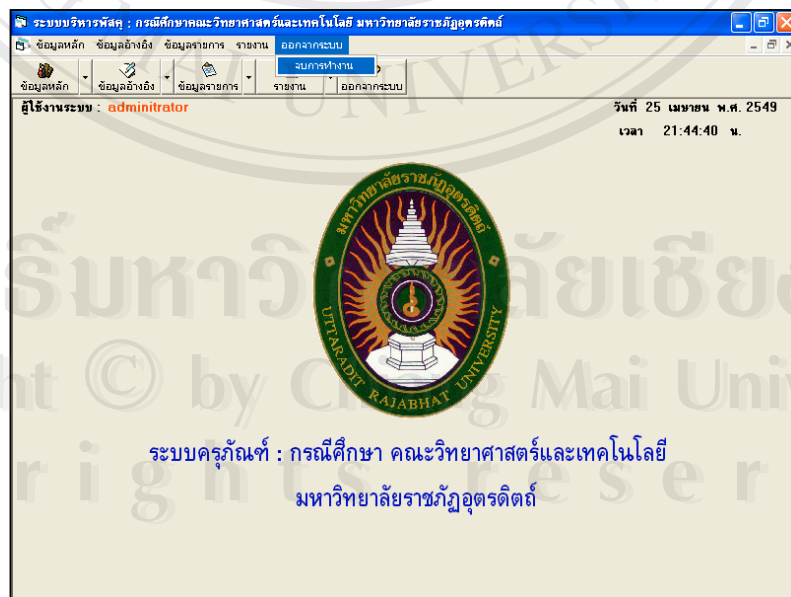 ระบบบริหารพัสดุ : กรณีศึกษาคณะวิทยาศาสตร์และเทคโนโลยี มหาวิทยาลัยราชภัฏอุตรดิตถ์
ข้อมูลหลัก ข้อมูลอ้างอิง ข้อมูลรายการ รายงาน ออกจากระบบ
จบการทำงาน
ข้อมูลหลัก ข้อมูลอ้างอิง ข้อมูลรายการ รายงาน ออกจากระบบ
ผู้ใช้งานระบบ : adminitrator
วันที่ 25 เมษายน พ.ศ. 2549
เวลา 21:44:40 น.
มหาวิทยาลัยราชภัฏอุตรดิตถ์
UTTARADIT RAJABHAT UNIVERSITY
ระบบครุภัณฑ์ : กรณีศึกษา คณะวิทยาศาสตร์และเทคโนโลยี
มหาวิทยาลัยราชภัฏอุตรดิตถ์
by Mai Uni
rights reser